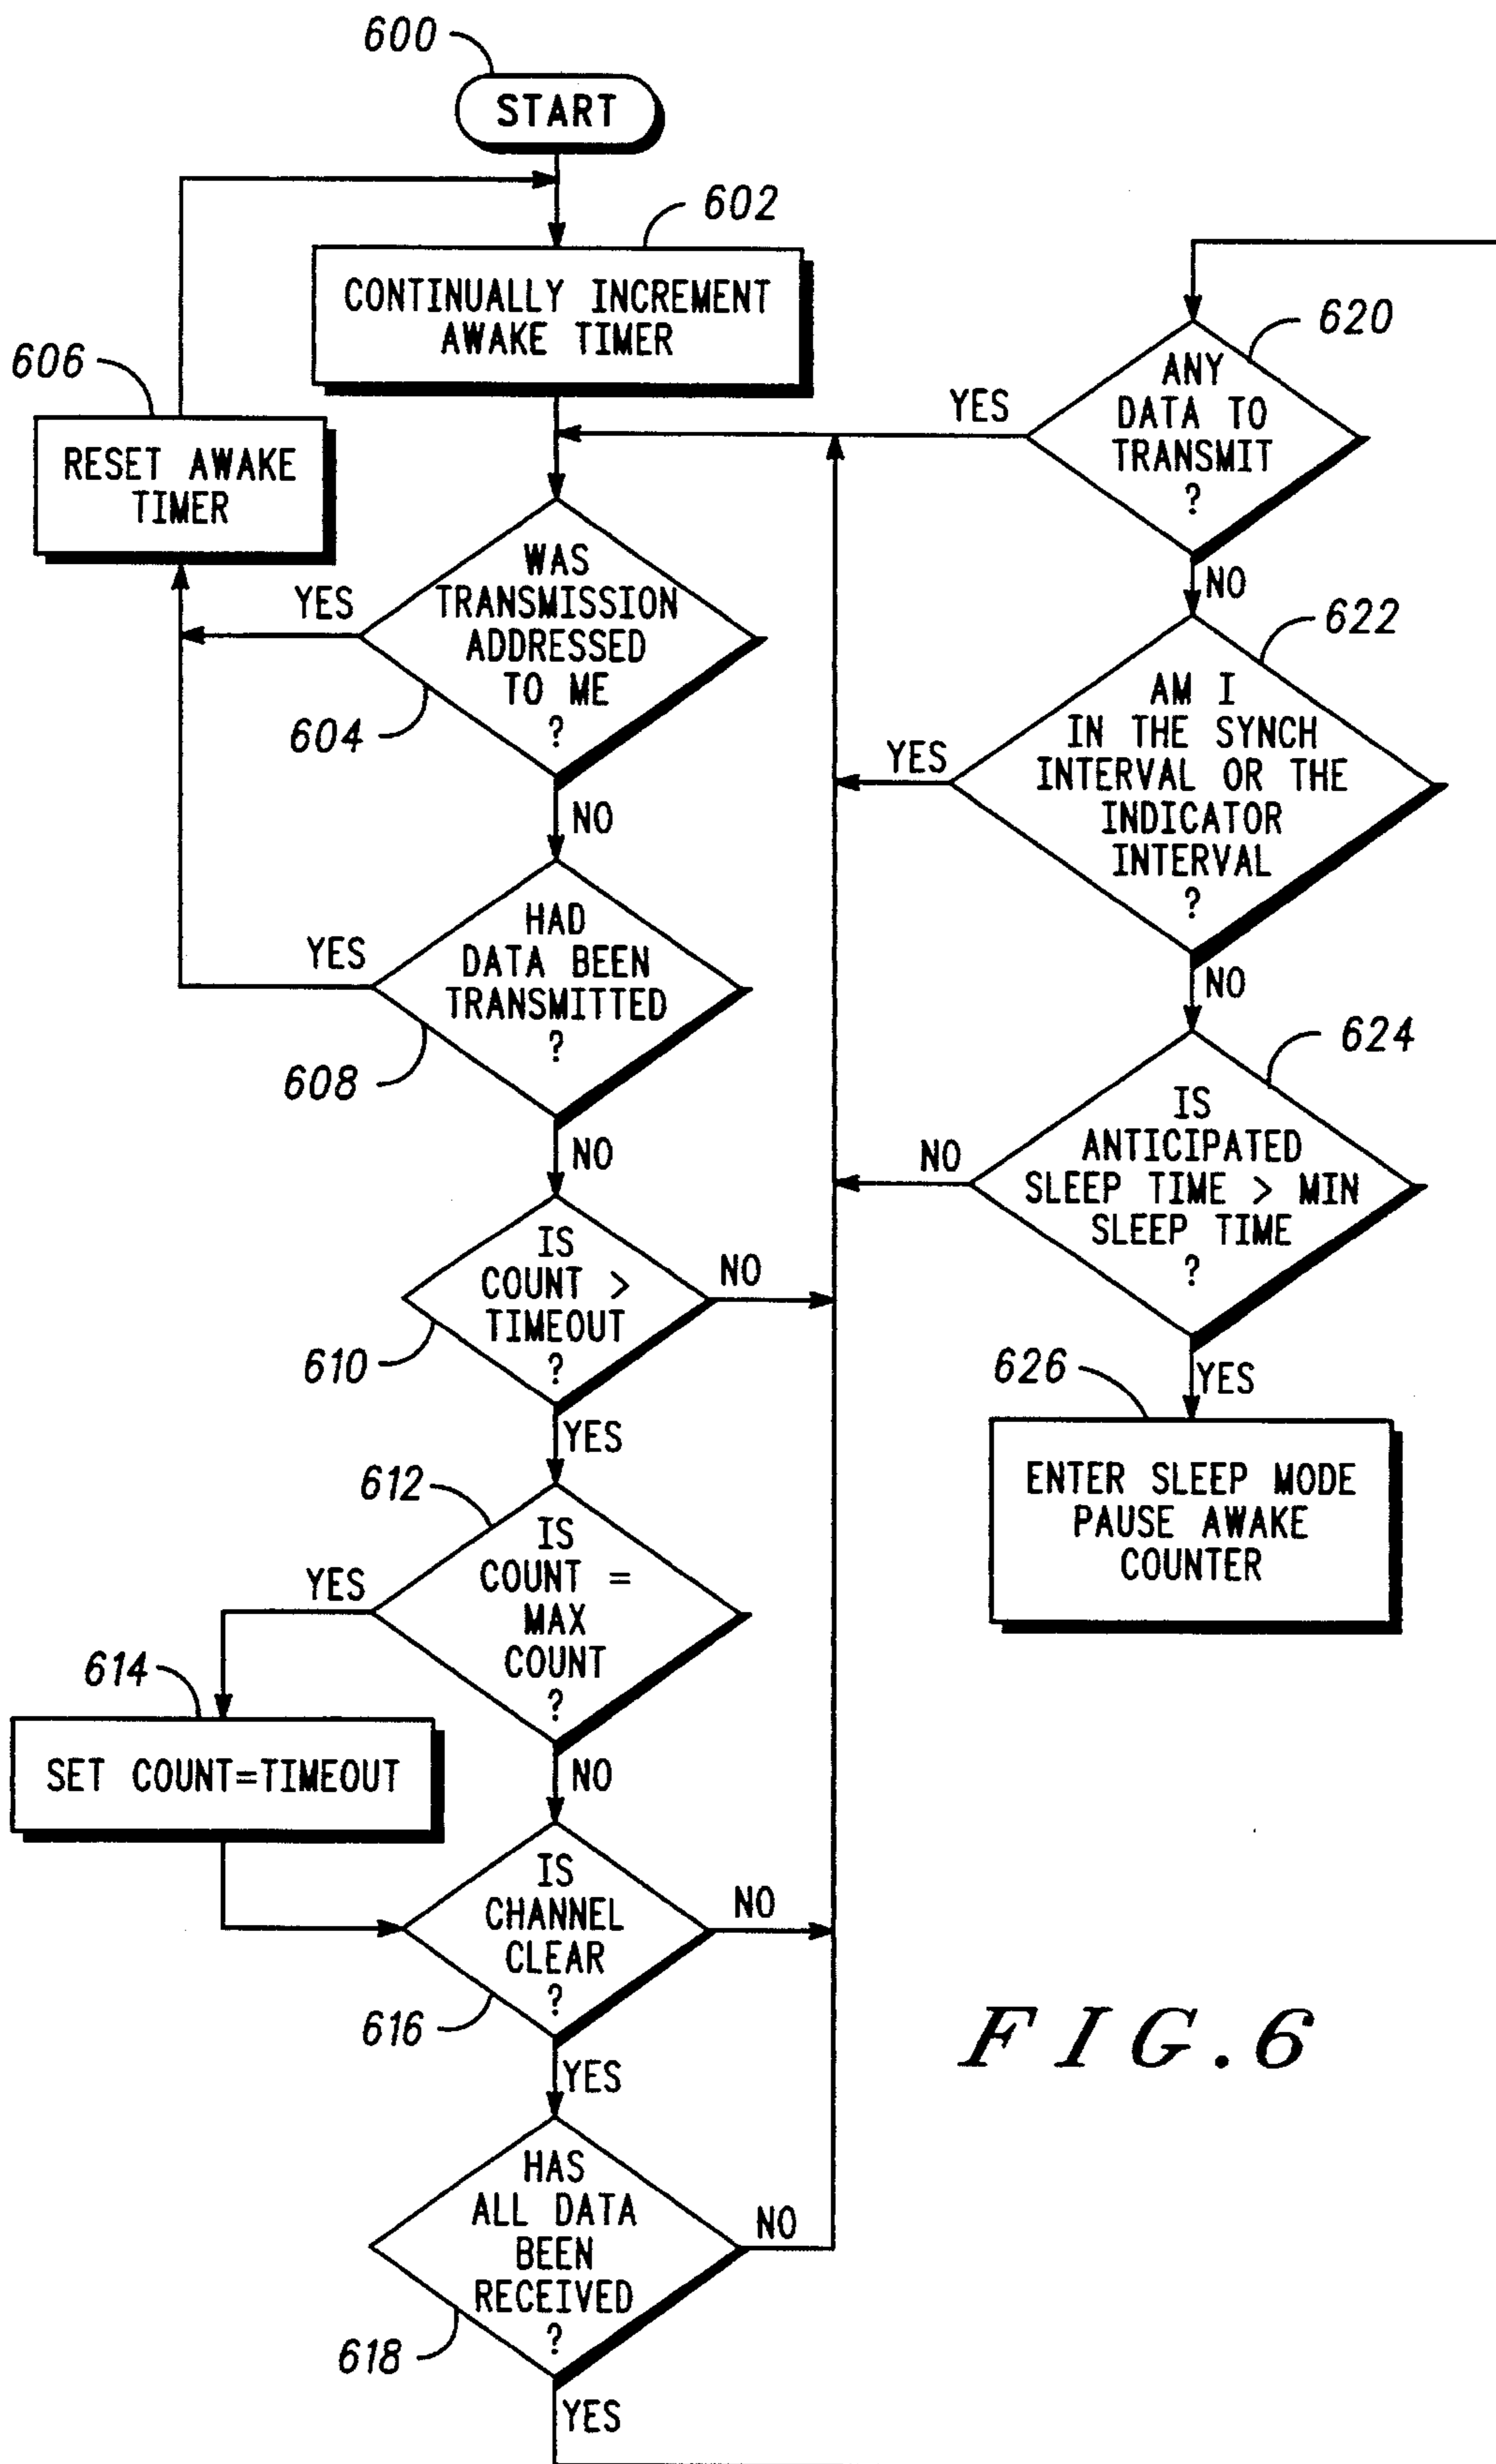 600
START
602
CONTINUALLY INCREMENT
AWAKE TIMER
606
RESET AWAKE
TIMER
YES
WAS
TRANSMISSION
ADDRESSED
TO ME
?
604
NO
YES
HAD
DATA BEEN
TRANSMITTED
?
608
NO
IS
COUNT >
TIMEOUT
?
NO
610
YES
612
IS
COUNT =
MAX
COUNT
?
YES
614
SET COUNT=TIMEOUT
NO
IS
CHANNEL
CLEAR
?
NO
616
YES
HAS
ALL DATA
BEEN
RECEIVED
?
NO
618
YES
620
ANY
DATA TO
TRANSMIT
?
YES
NO
622
AM I
IN THE SYNCH
INTERVAL OR THE
INDICATOR
INTERVAL
?
YES
NO
624
IS
ANTICIPATED
SLEEP TIME > MIN
SLEEP TIME
?
NO
YES
626
ENTER SLEEP MODE
PAUSE AWAKE
COUNTER
FIG.6